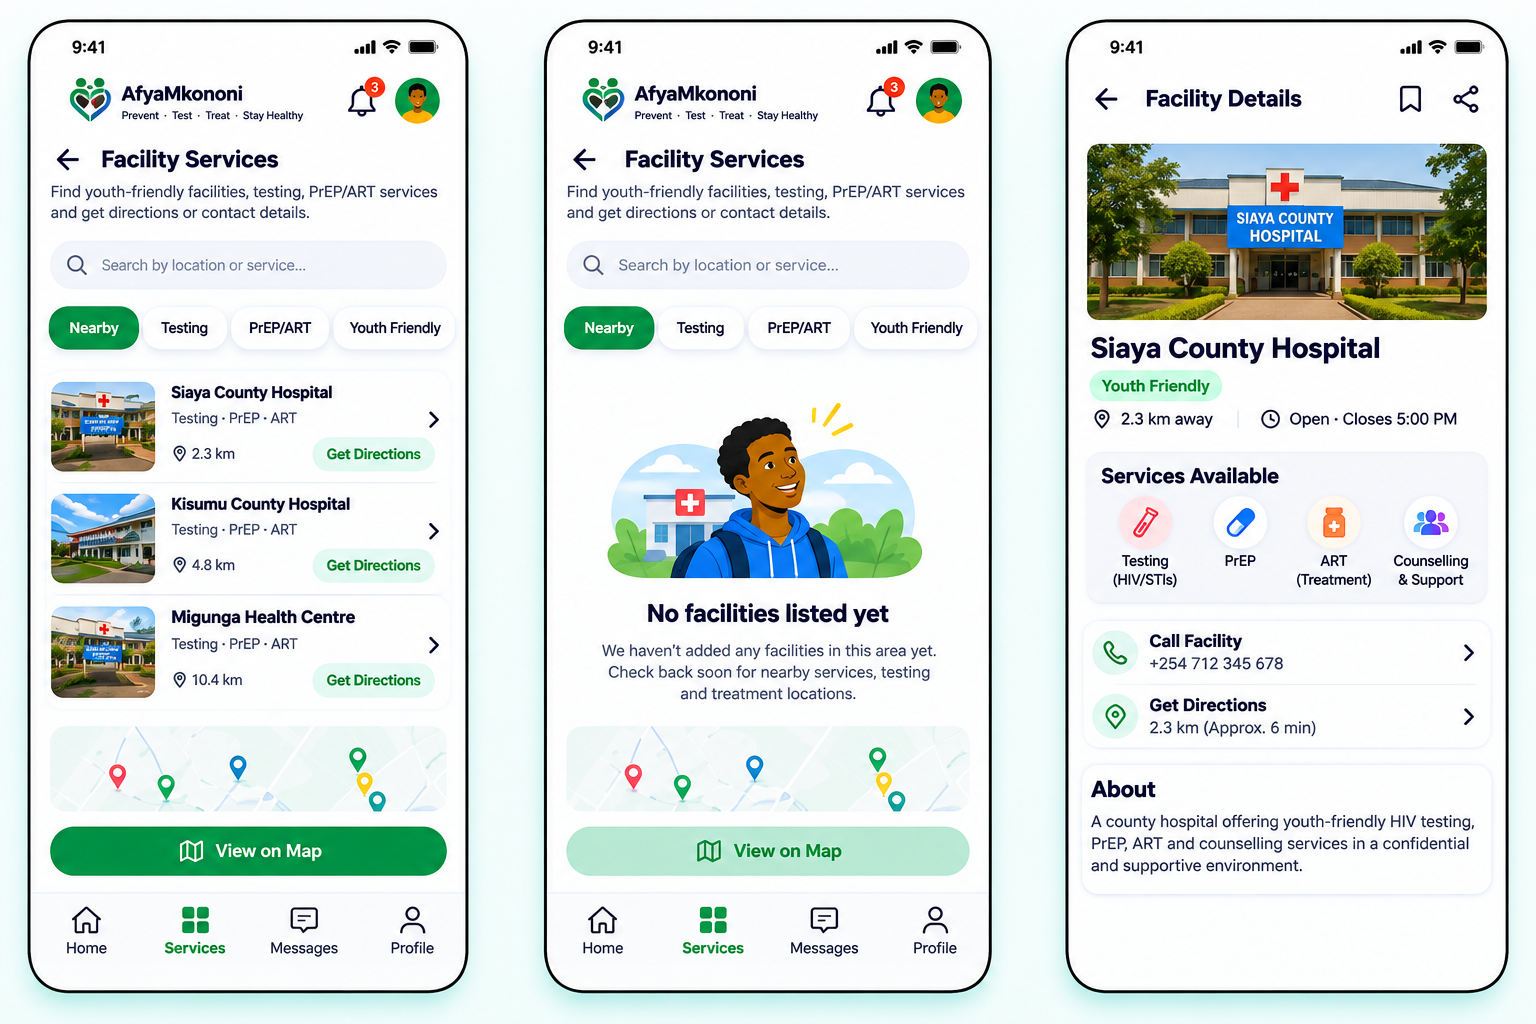 9:41
AfyaMkononi
3
Prevent · Test · Treat · Stay Healthy
Facility Services
Find youth-friendly facilities, testing, PrEP/ART services
and get directions or contact details.
Search by location or service...
Nearby
Testing
PrEP/ART
Youth Friendly
Siaya County Hospital
Testing · PrEP · ART
2.3 km
Get Directions
Kisumu County Hospital
Testing · PrEP · ART
4.8 km
Get Directions
Migunga Health Centre
Testing · PrEP · ART
10.4 km
Get Directions
View on Map
Home
Services
Messages
Profile
9:41
AfyaMkononi
3
Prevent · Test · Treat · Stay Healthy
Facility Services
Find youth-friendly facilities, testing, PrEP/ART services
and get directions or contact details.
Search by location or service...
Nearby
Testing
PrEP/ART
Youth Friendly
No facilities listed yet
We haven't added any facilities in this area yet.
Check back soon for nearby services, testing
and treatment locations.
View on Map
Home
Services
Messages
Profile
9:41
Facility Details
SIAYA COUNTY
HOSPITAL
Siaya County Hospital
Youth Friendly
2.3 km away
Open · Closes 5:00 PM
Services Available
Testing
(HIV/STIs)
PrEP
ART
(Treatment)
Counselling
& Support
Call Facility
+254 712 345 678
Get Directions
2.3 km (Approx. 6 min)
About
A county hospital offering youth-friendly HIV testing,
PrEP, ART and counselling services in a confidential
and supportive environment.